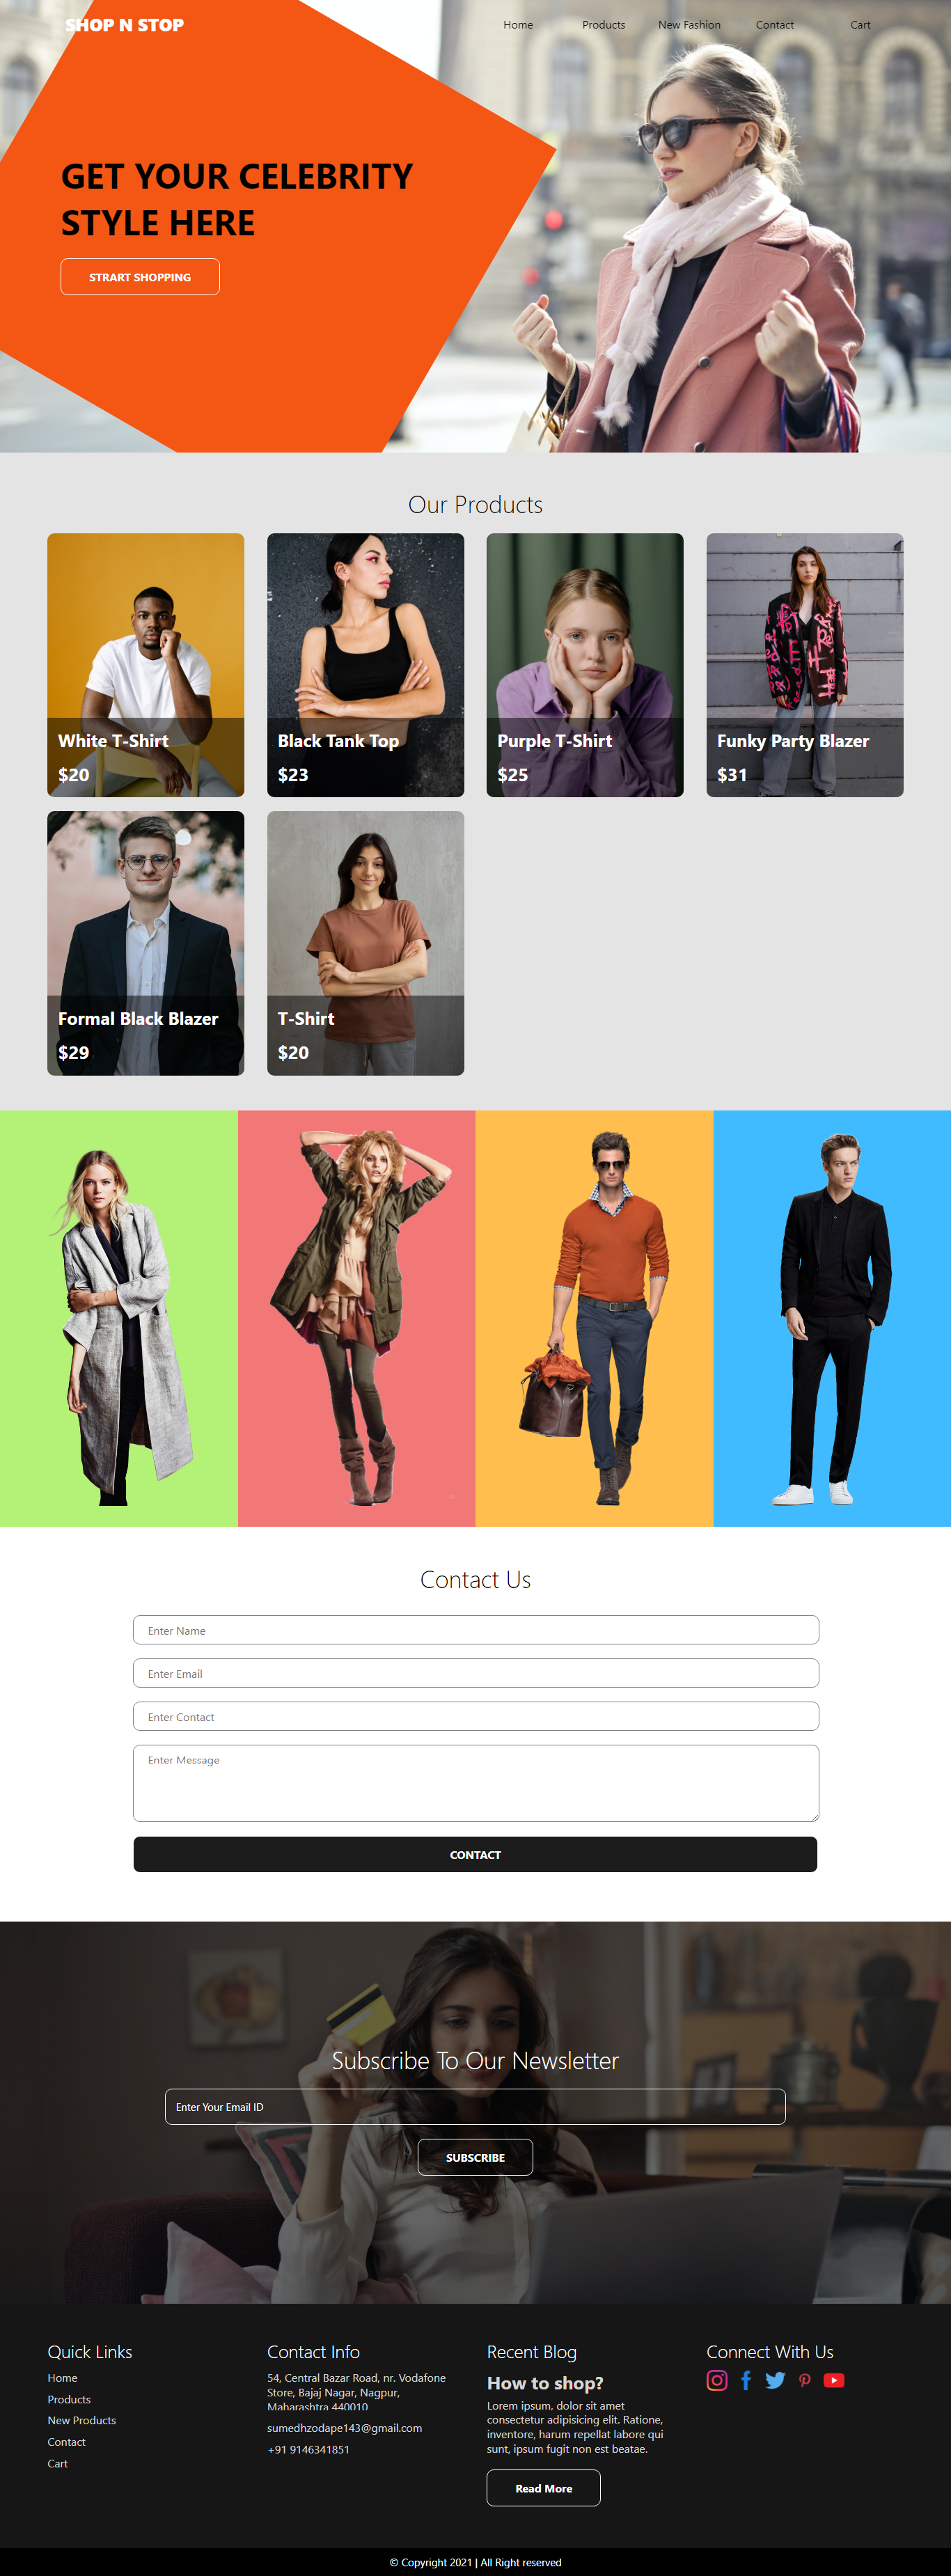 SHOP N STOP
Home Products New Fashion Contact Cart
GET YOUR CELEBRITY
STYLE HERE
STRART SHOPPING
Our Products
White T-Shirt
$20
Black Tank Top
$23
Purple T-Shirt
$25
Funky Party Blazer
$31
Formal Black Blazer
$29
T-Shirt
$20
Contact Us
Enter Name
Enter Email
Enter Contact
Enter Message
CONTACT
Subscribe To Our Newsletter
Enter Your Email ID
SUBSCRIBE
Quick Links
Home
Products
New Products
Contact
Cart
Contact Info
54, Central Bazar Road, nr. Vodafone
Store, Bajaj Nagar, Nagpur,
Maharashtra 440010
sumedhzodape143@gmail.com
+91 9146341851
Recent Blog
How to shop?
Lorem ipsum, dolor sit amet
consectetur adipisicing elit. Ratione,
inventore, harum repellat labore qui
sunt, ipsum fugit non est beatae.
Read More
Connect With Us
© Copyright 2021 | All Right reserved